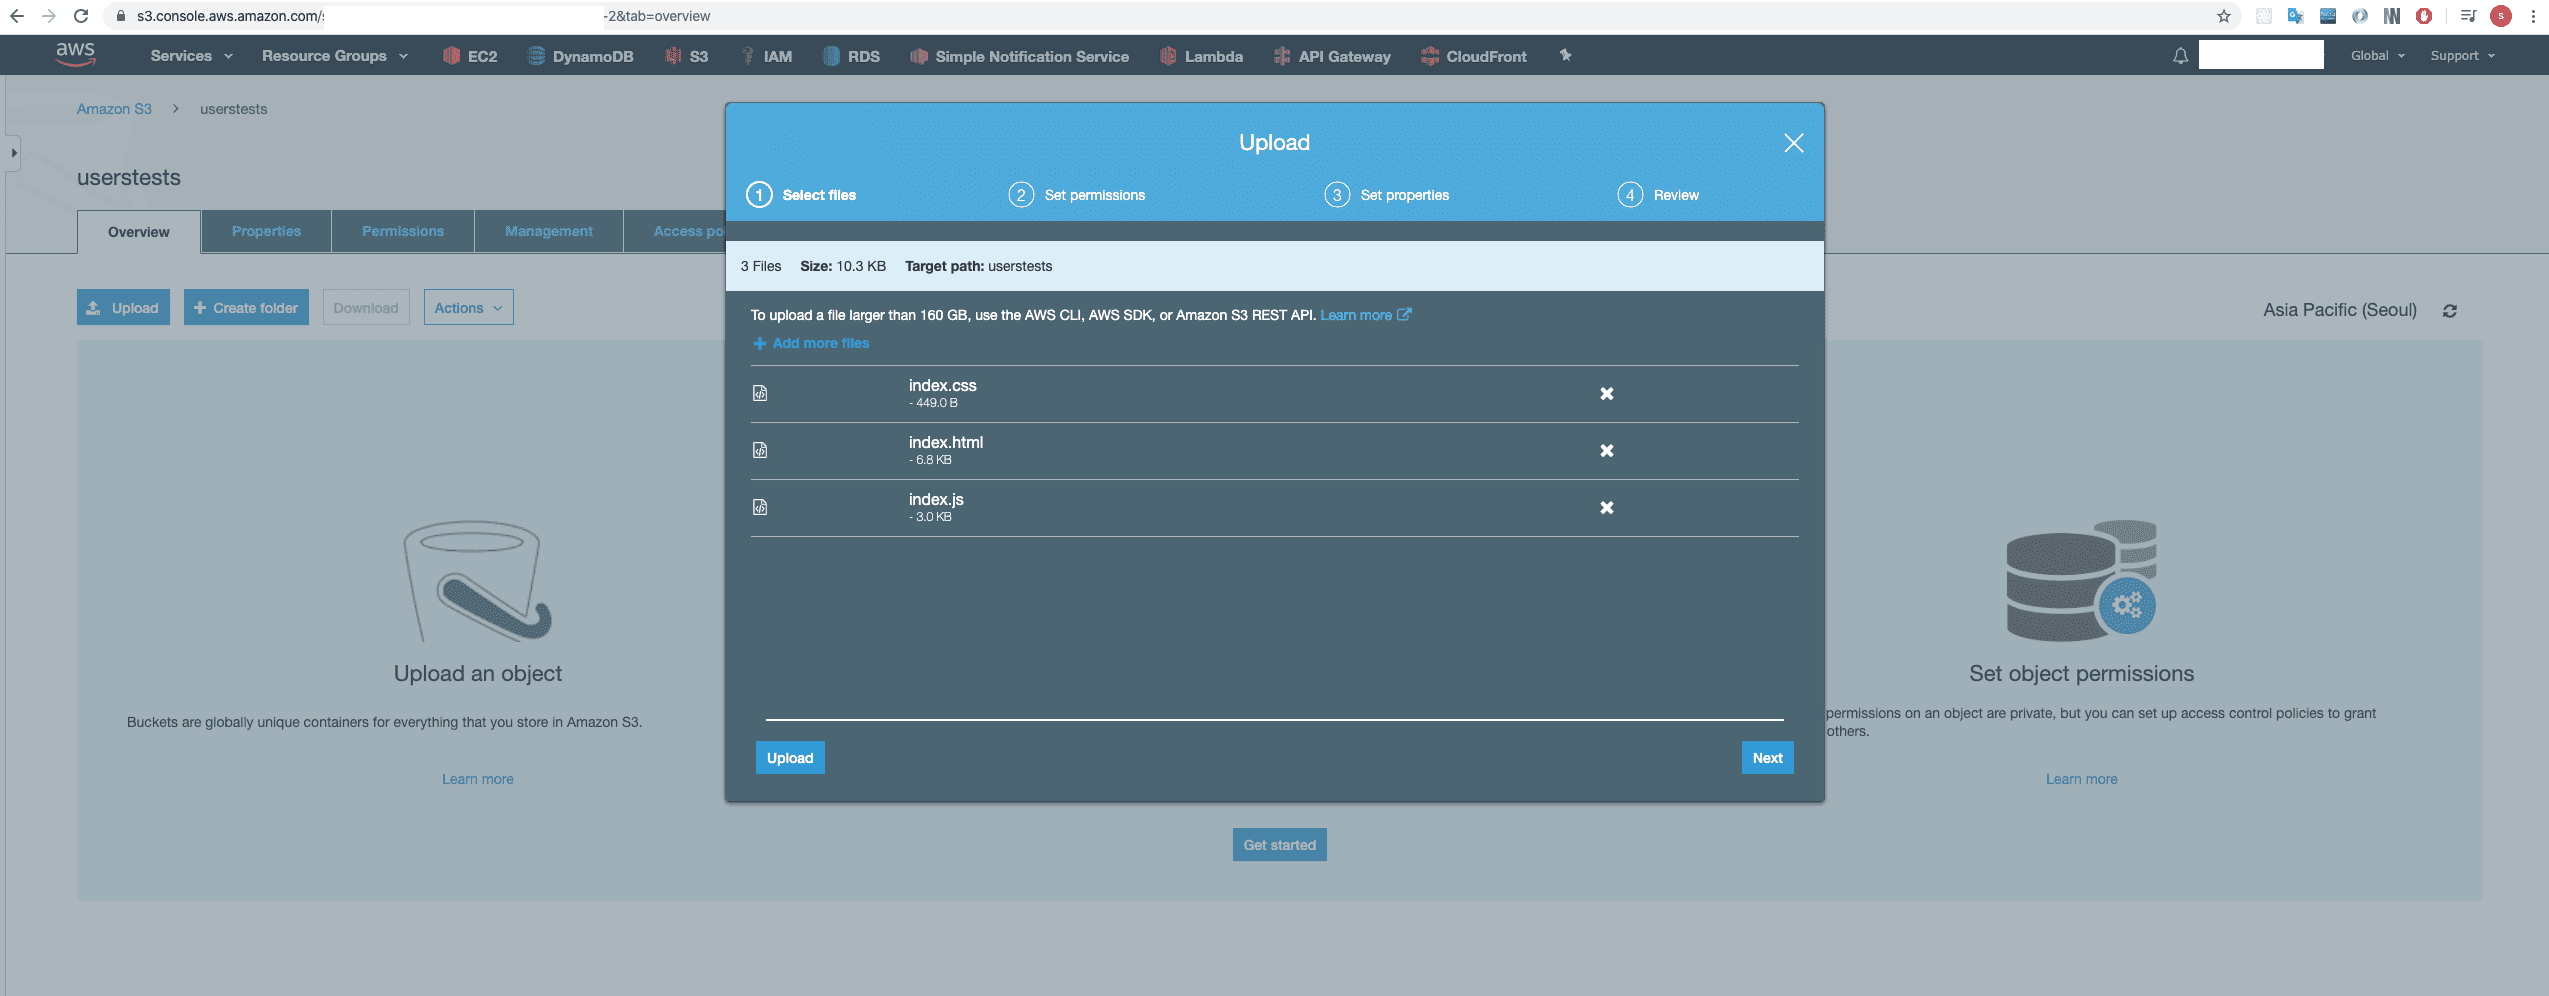 s3.console.aws.amazon.com/s
-2&tab=overview
S
aws
Services
Resource Groups
EC2
DynamoDB
S3
IAM
RDS
Simple Notification Service
Lambda
API Gateway
CloudFront
Global
Support
Amazon S3 > userstests
userstests
Overview
Properties
Permissions
Management
Access po
Upload
Create folder
Download
Actions
Asia Pacific (Seoul)
Upload an object
Buckets are globally unique containers for everything that you store in Amazon S3.
Learn more
Upload
1 Select files
2 Set permissions
3 Set properties
4 Review
3 Files Size: 10.3 KB Target path: userstests
To upload a file larger than 160 GB, use the AWS CLI, AWS SDK, or Amazon S3 REST API. Learn more
Add more files
index.css
- 449.0 B
index.html
- 6.8 KB
index.js
- 3.0 KB
Upload
Next
Set object permissions
permissions on an object are private, but you can set up access control policies to grant
others.
Learn more
Get started